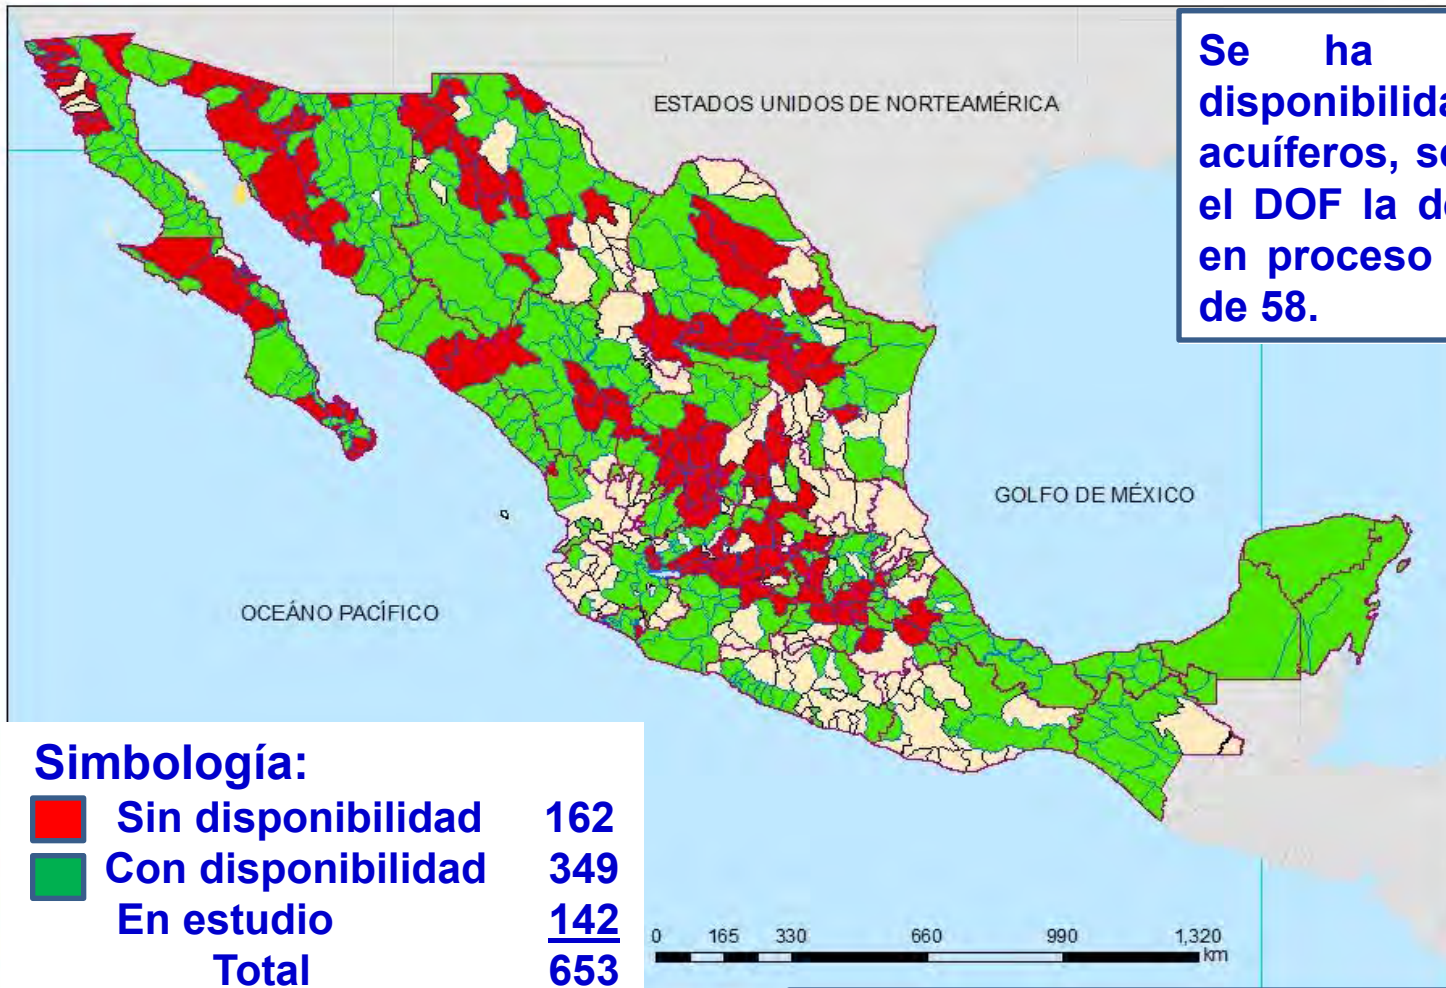 Se ha
disponibilida
acuíferos, se
el DOF la de
en proceso
de 58.
ESTADOS UNIDOS DE NORTEAMÉRICA
GOLFO DE MÉXICO
OCEÁNO PACÍFICO
Simbología:
Sin disponibilidad 162
Con disponibilidad 349
En estudio 142
Total 653
0 165 330 660 990 1,320
km